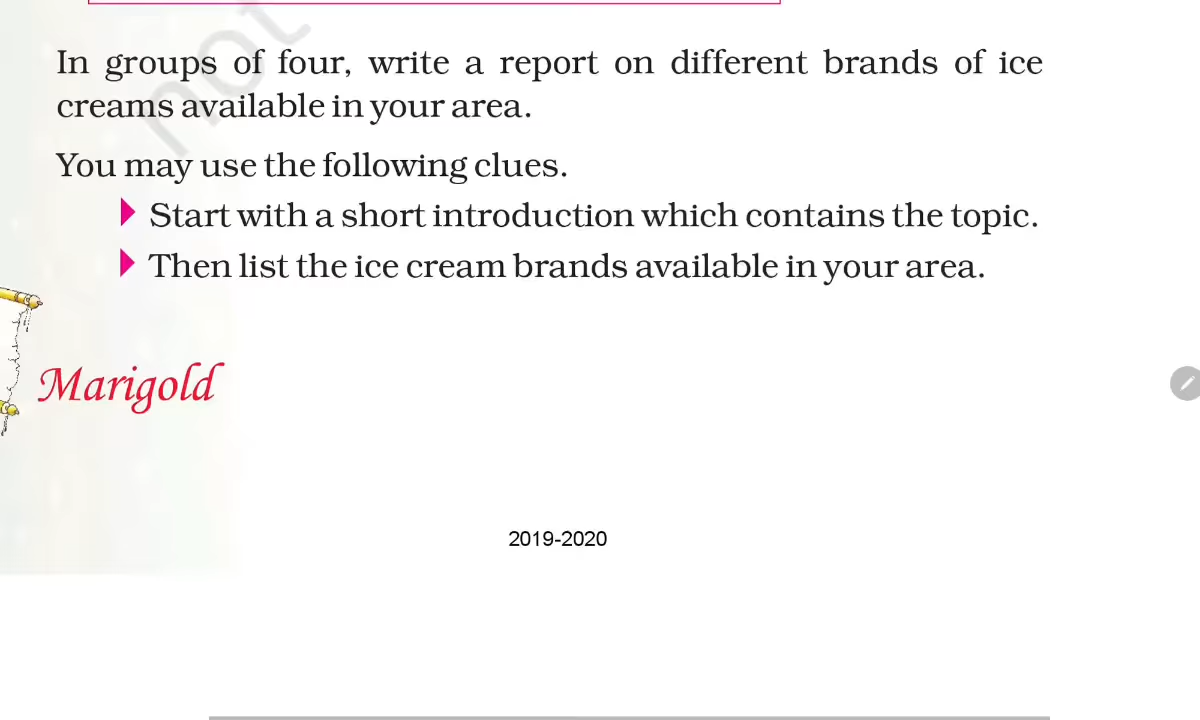 not
In groups of four, write a report on different brands of ice
creams available in your area.
You may use the following clues.
Start with a short introduction which contains the topic.
Then list the ice cream brands available in your area.
Marigold
2019-2020